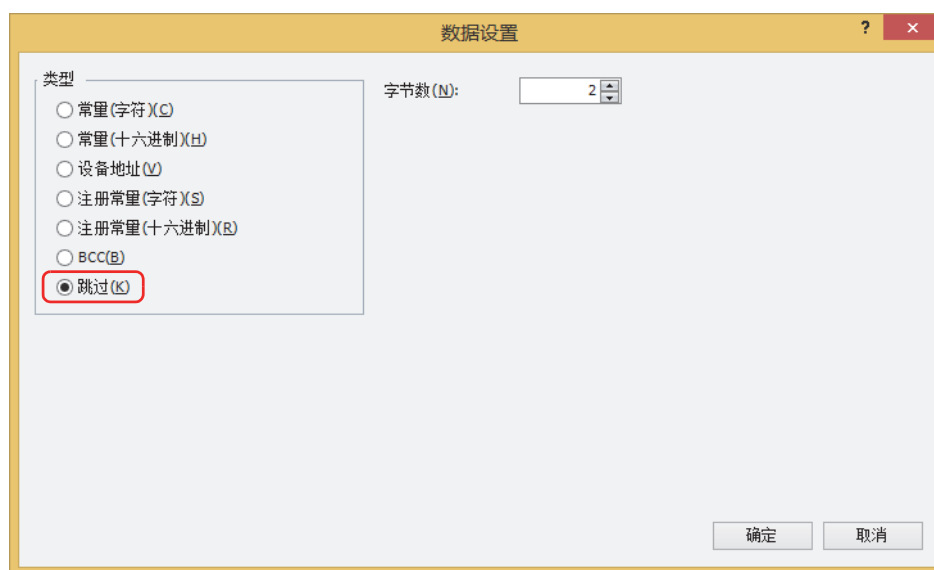 数据设置
?
×
类型
常量(字符)(C)
常量(十六进制)(H)
设备地址(V)
注册常量(字符)(S)
注册常量(十六进制)(R)
BCC(B)
跳过(K)
字节数(N): 2
确定 取消